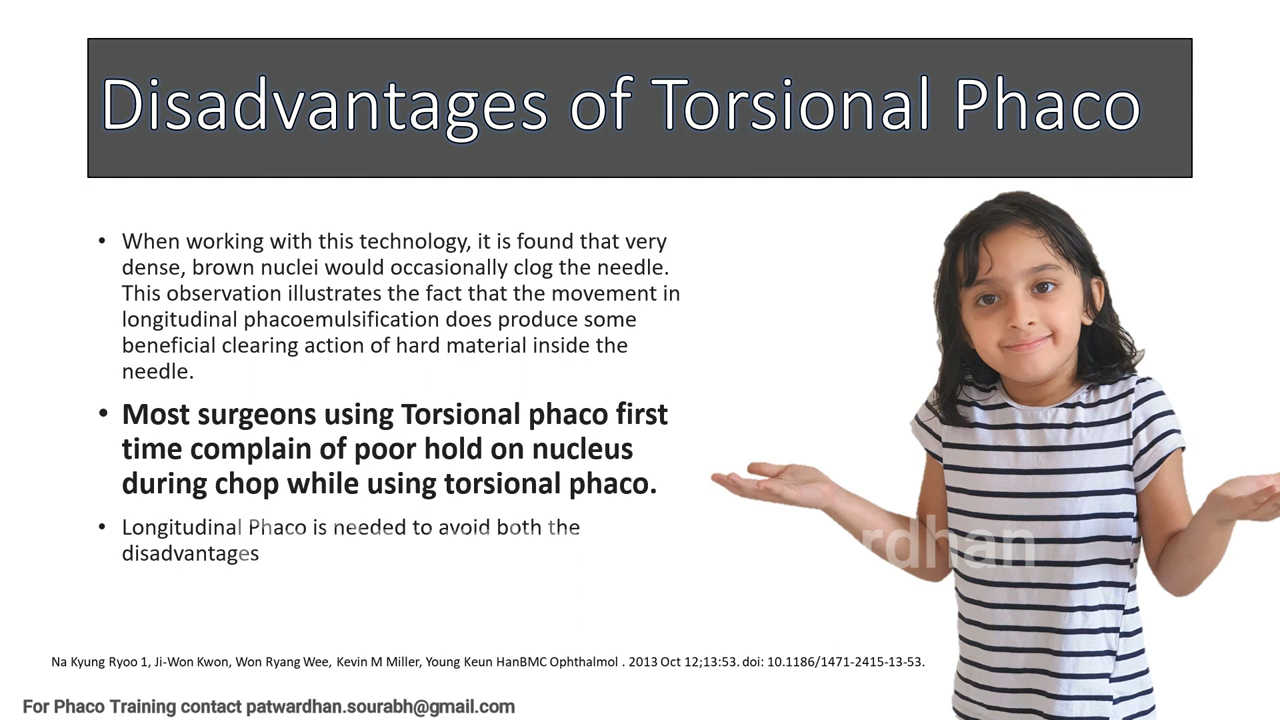 Disadvantages of Torsional Phaco
• When working with this technology, it is found that very
dense, brown nuclei would occasionally clog the needle.
This observation illustrates the fact that the movement in
longitudinal phacoemulsification does produce some
beneficial clearing action of hard material inside the
needle.
• Most surgeons using Torsional phaco first
time complain of poor hold on nucleus
during chop while using torsional phaco.
• Longitudinal Phaco is needed to avoid both the
disadvantages
rdhan
Na Kyung Ryoo 1, Ji-Won Kwon, Won Ryang Wee, Kevin M Miller, Young Keun HanBMC Ophthalmol . 2013 Oct 12;13:53. doi: 10.1186/1471-2415-13-53.
For Phaco Training contact patwardhan.sourabh@gmail.com